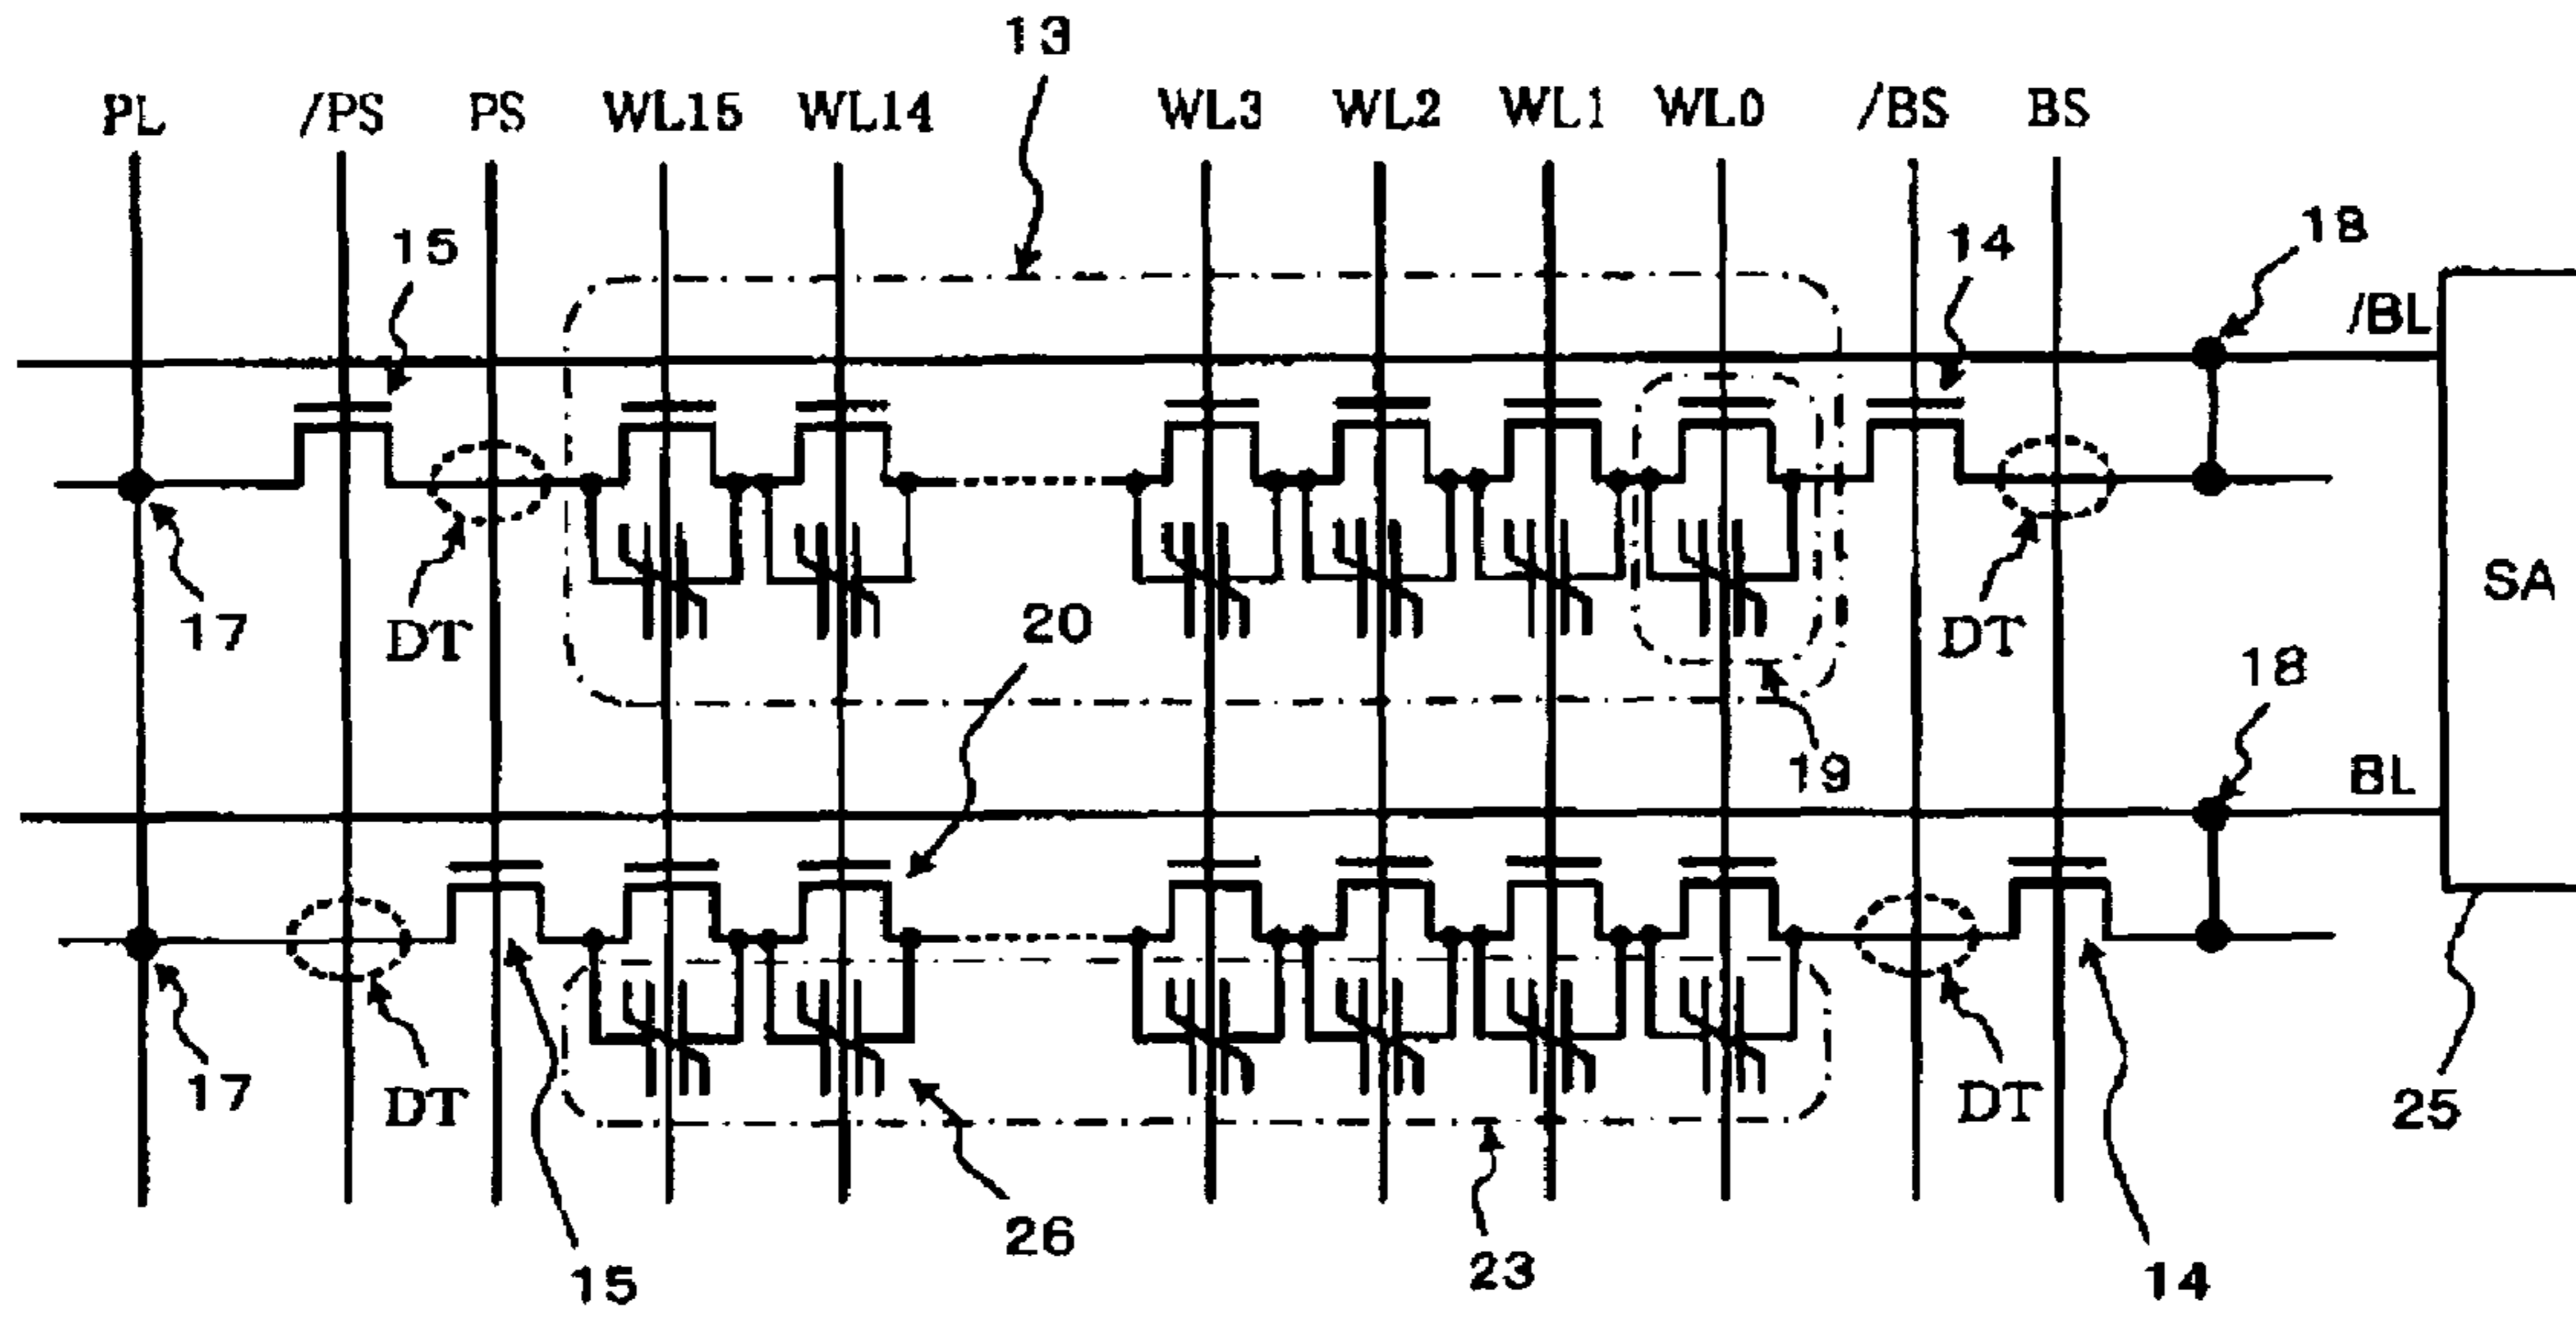 13
PL /PS PS WL15 WL14 WL3 WL2 WL1 WL0 /BS BS
15 14 18
/BL
SA
17 DT 20 DT
18
19
BL
17 DT DT
25
26 23
15 14